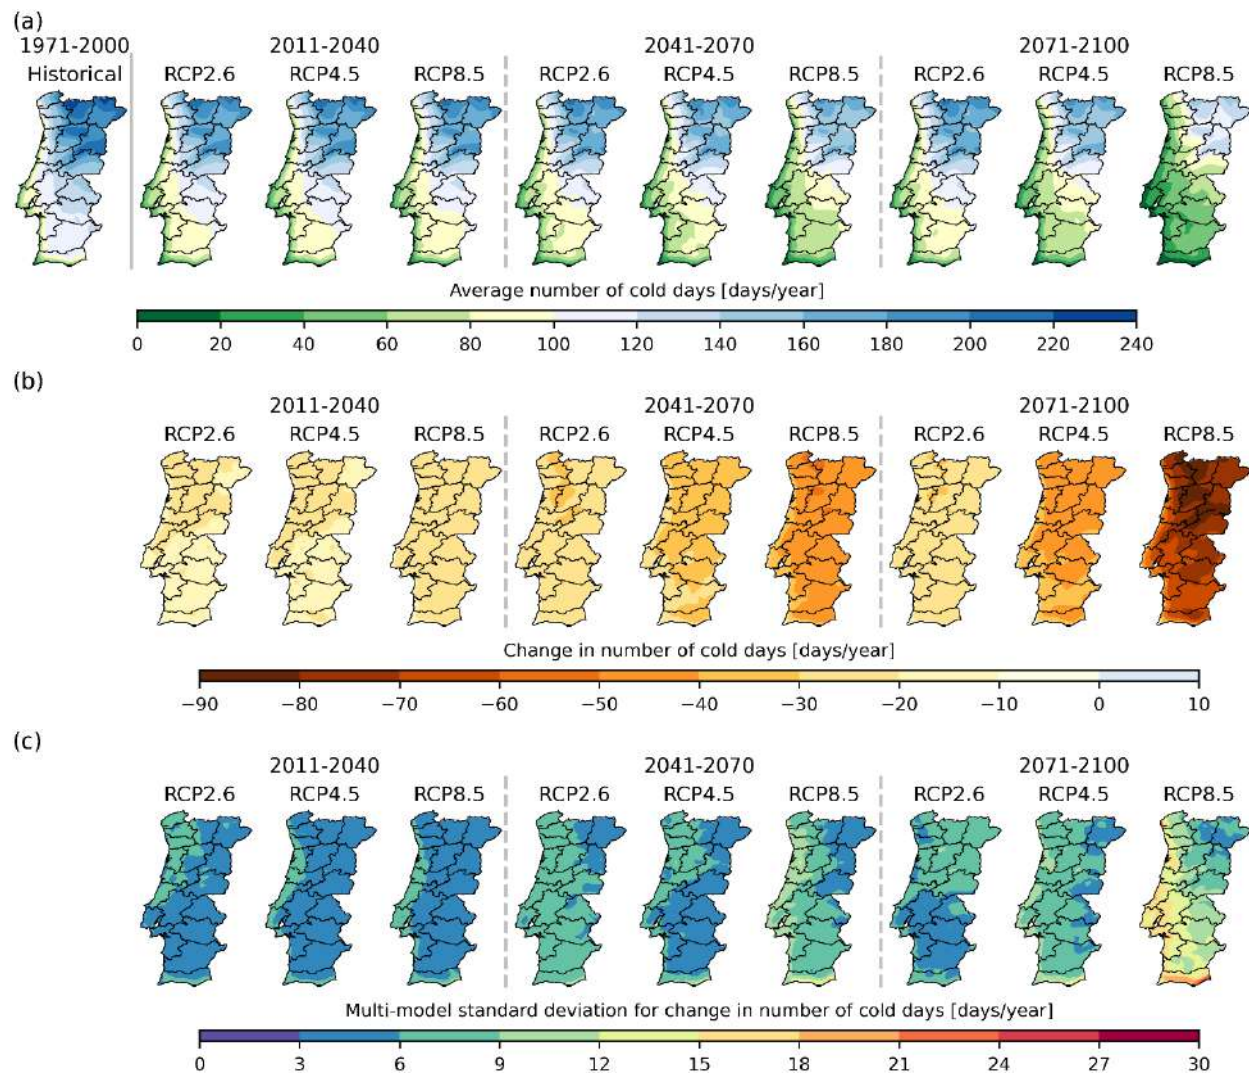 (a)
1971-2000 2011-2040 2041-2070 2071-2100
Historical RCP2.6 RCP4.5 RCP8.5 RCP2.6 RCP4.5 RCP8.5 RCP2.6 RCP4.5 RCP8.5
Average number of cold days [days/year]
0 20 40 60 80 100 120 140 160 180 200 220 240
(b)
2011-2040 2041-2070 2071-2100
RCP2.6 RCP4.5 RCP8.5 RCP2.6 RCP4.5 RCP8.5 RCP2.6 RCP4.5 RCP8.5
Change in number of cold days [days/year]
−90 −80 −70 −60 −50 −40 −30 −20 −10 0 10
(c)
2011-2040 2041-2070 2071-2100
RCP2.6 RCP4.5 RCP8.5 RCP2.6 RCP4.5 RCP8.5 RCP2.6 RCP4.5 RCP8.5
Multi-model standard deviation for change in number of cold days [days/year]
0 3 6 9 12 15 18 21 24 27 30